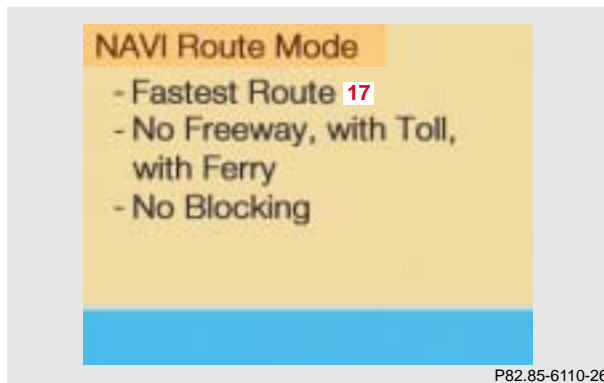 NAVI Route Mode
- Fastest Route 17
- No Freeway, with Toll,
with Ferry
- No Blocking
P82.85-6110-26